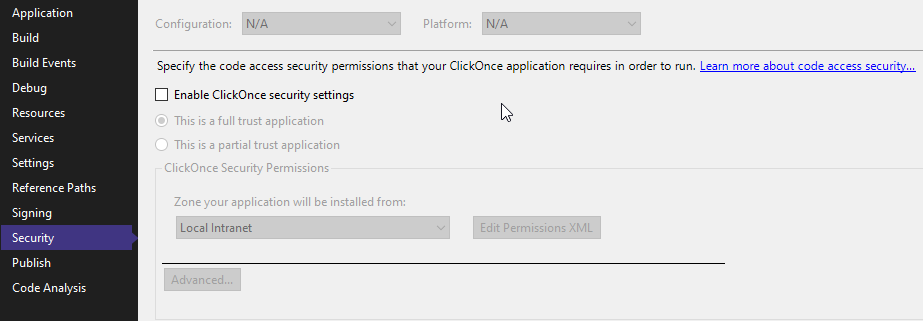 Application
Build
Build Events
Debug
Resources
Services
Settings
Reference Paths
Signing
Security
Publish
Code Analysis
Configuration: N/A Platform: N/A
Specify the code access security permissions that your ClickOnce application requires in order to run. Learn more about code access security...
Enable ClickOnce security settings
This is a full trust application
This is a partial trust application
ClickOnce Security Permissions
Zone your application will be installed from:
Local Intranet Edit Permissions XML
Advanced...